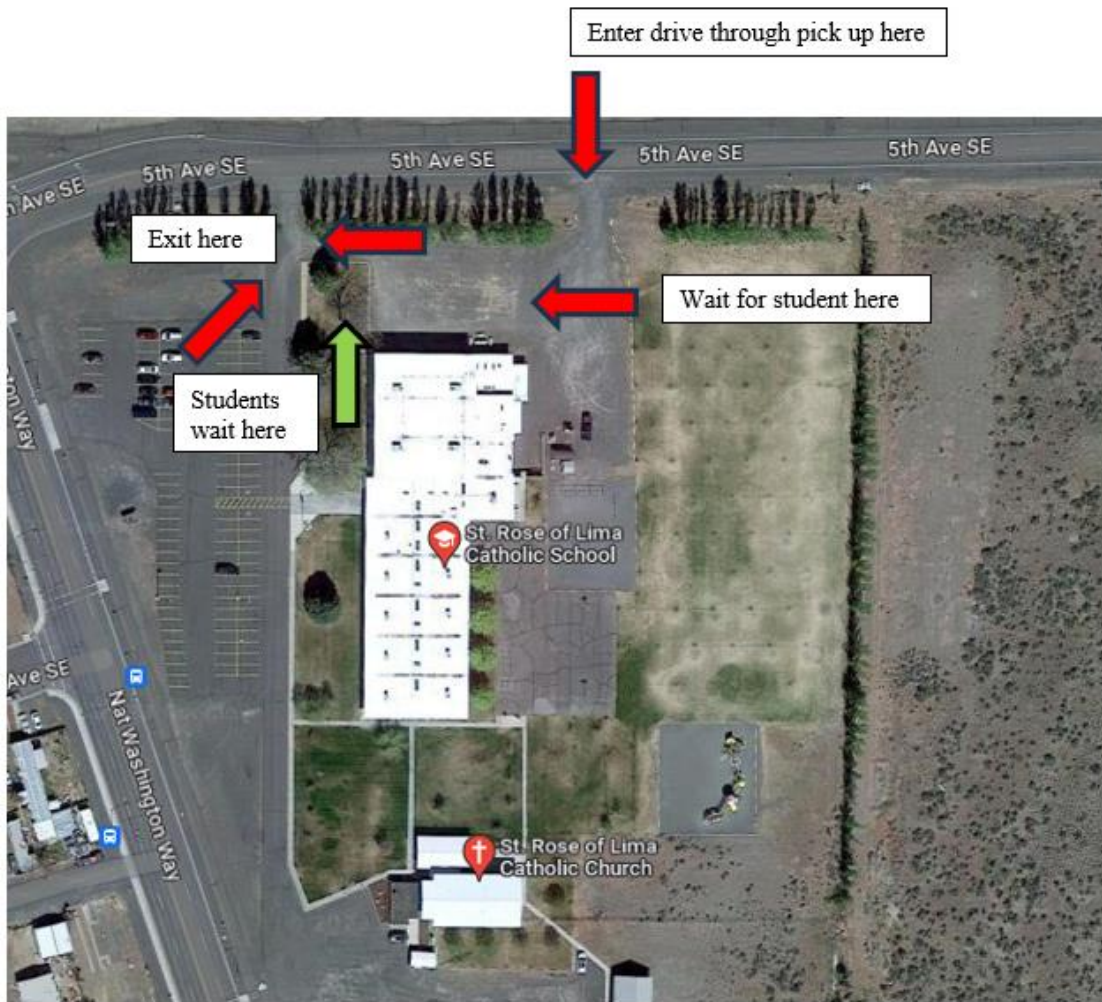 Enter drive through pick up here
5th Ave SE
5th Ave SE
5th Ave SE
5th Ave SE
Ave SE
Exit here
Wait for student here
Students
wait here
Way
St. Rose of Lima
Catholic School
Ave SE
Nat Washington Way
St. Rose of Lima
Catholic Church